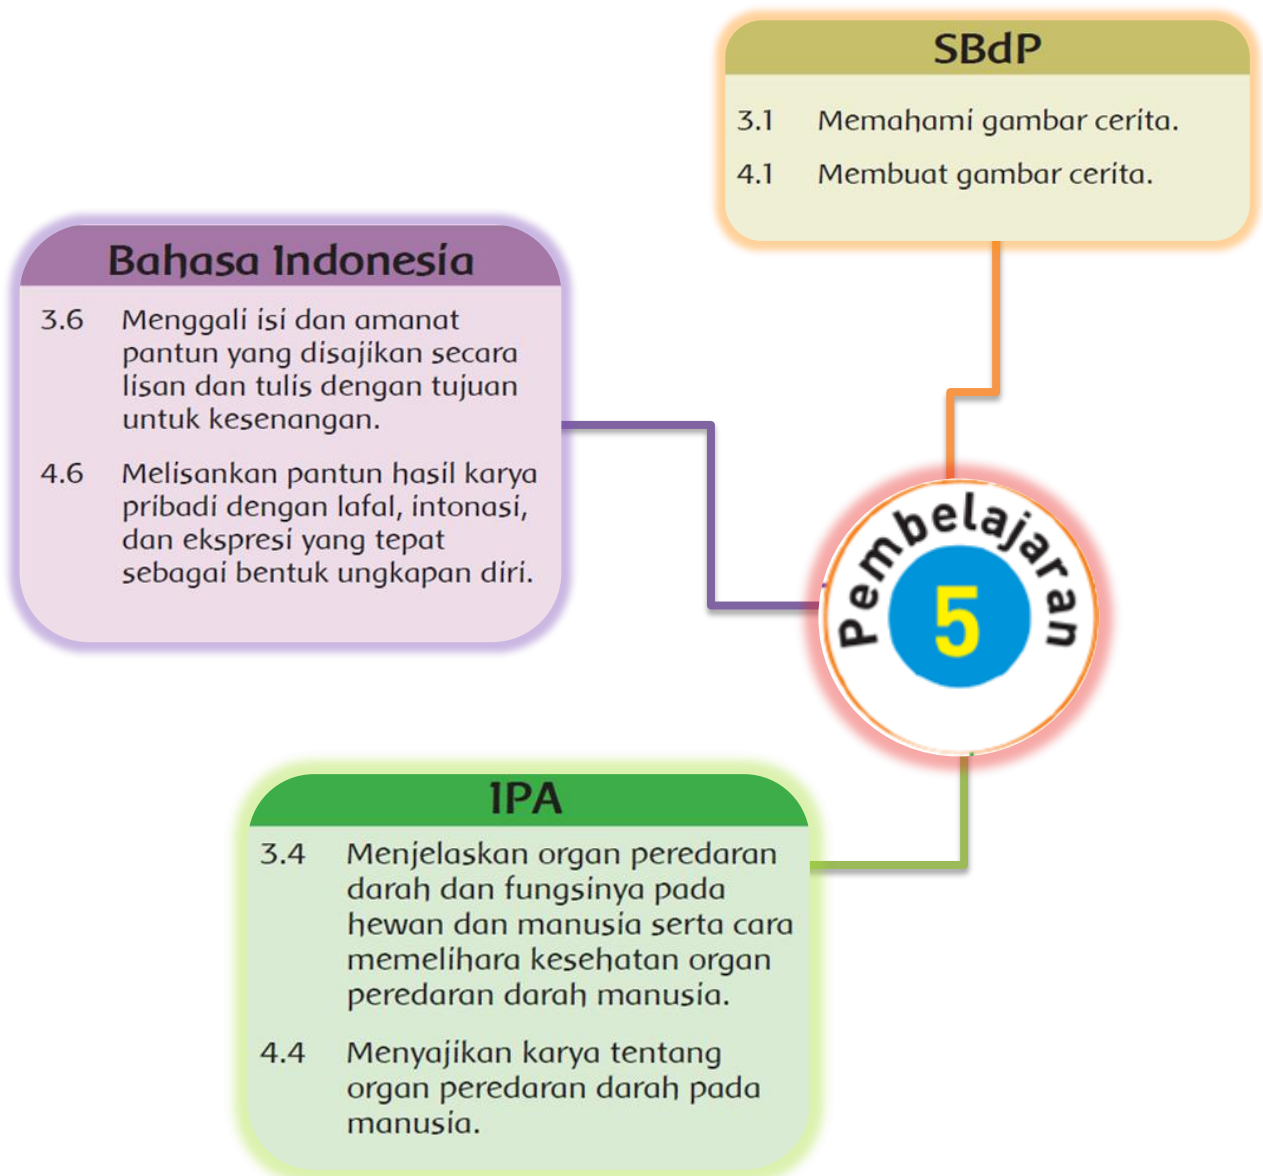 SBdP
3.1 Memahami gambar cerita.
4.1 Membuat gambar cerita.
Bahasa Indonesia
3.6 Menggali isi dan amanat
pantun yang disajikan secara
lisan dan tulis dengan tujuan
untuk kesenangan.
4.6 Melisankan pantun hasil karya
pribadi dengan lafal, intonasi,
dan ekspresi yang tepat
sebagai bentuk ungkapan diri.
Pembelajaran
5
IPA
3.4 Menjelaskan organ peredaran
darah dan fungsinya pada
hewan dan manusia serta cara
memelihara kesehatan organ
peredaran darah manusia.
4.4 Menyajikan karya tentang
organ peredaran darah pada
manusia.